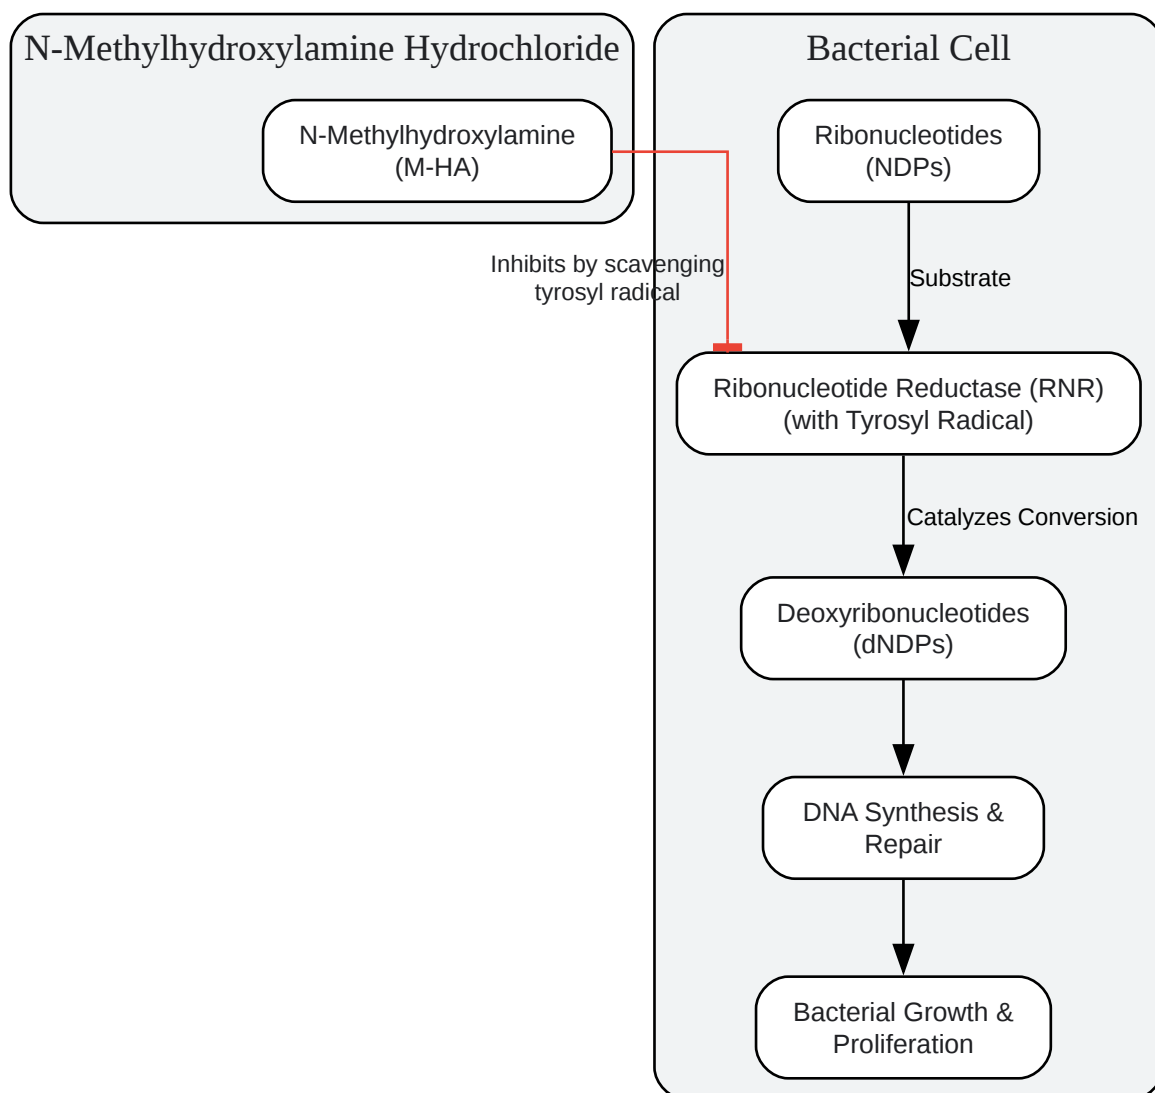 N-Methylhydroxylamine Hydrochloride
N-Methylhydroxylamine
(M-HA)
Inhibits by scavenging
tyrosyl radical
Bacterial Cell
Ribonucleotides
(NDPs)
Substrate
Ribonucleotide Reductase (RNR)
(with Tyrosyl Radical)
Catalyzes Conversion
Deoxyribonucleotides
(dNDPs)
DNA Synthesis &
Repair
Bacterial Growth &
Proliferation